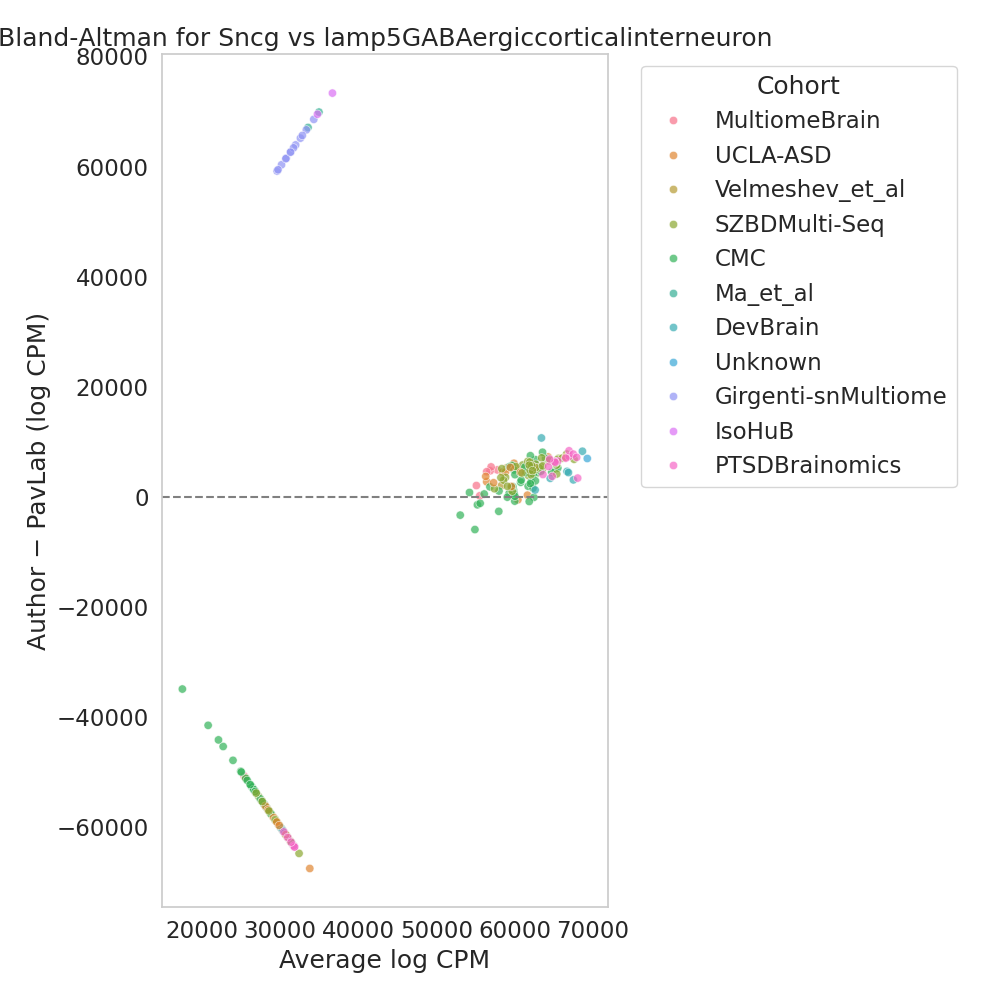 Bland-Altman for Sncg vs lamp5GABAergiccorticalinterneuron
80000
60000
40000
20000
0
−20000
−40000
−60000
Author − PavLab (log CPM)
20000 30000 40000 50000 60000 70000
Average log CPM
Cohort
MultiomeBrain
UCLA-ASD
Velmeshev_et_al
SZBDMulti-Seq
CMC
Ma_et_al
DevBrain
Unknown
Girgenti-snMultiome
IsoHuB
PTSDBrainomics